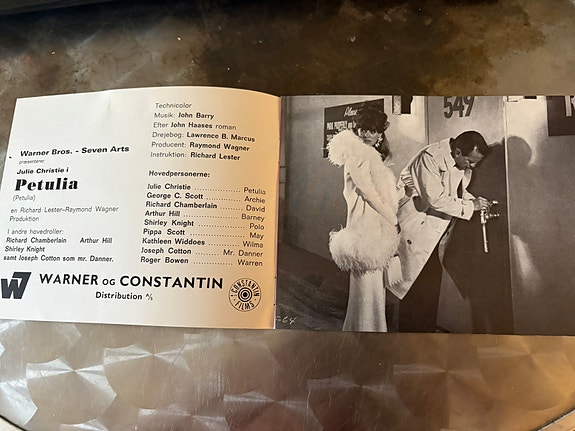 Warner Bros. - Seven Arts
præsenterer
Julie Christie i
Petulia
(Petulia)
en Richard Lester-Raymond Wagner
Produktion
I andre hovedroller:
Richard Chamberlain Arthur Hill
Shirley Knight
samt Joseph Cotton som mr. Danner.
Technicolor
Musik: John Barry
Efter John Haases roman
Drejebog: Lawrence B. Marcus
Producent: Raymond Wagner
Instruktion: Richard Lester
Hovedpersonerne:
Julie Christie .................. Petulia
George C. Scott .............. Archie
Richard Chamberlain ........ David
Arthur Hill ..................... Barney
Shirley Knight .................. Polo
Pippa Scott ..................... May
Kathleen Widdoes ........... Wilma
Joseph Cotton ......... Mr. Danner
Roger Bowen ............... Warren
W7 WARNER OG CONSTANTIN
Distribution A/S
CONSTANTIN
FILMS
549